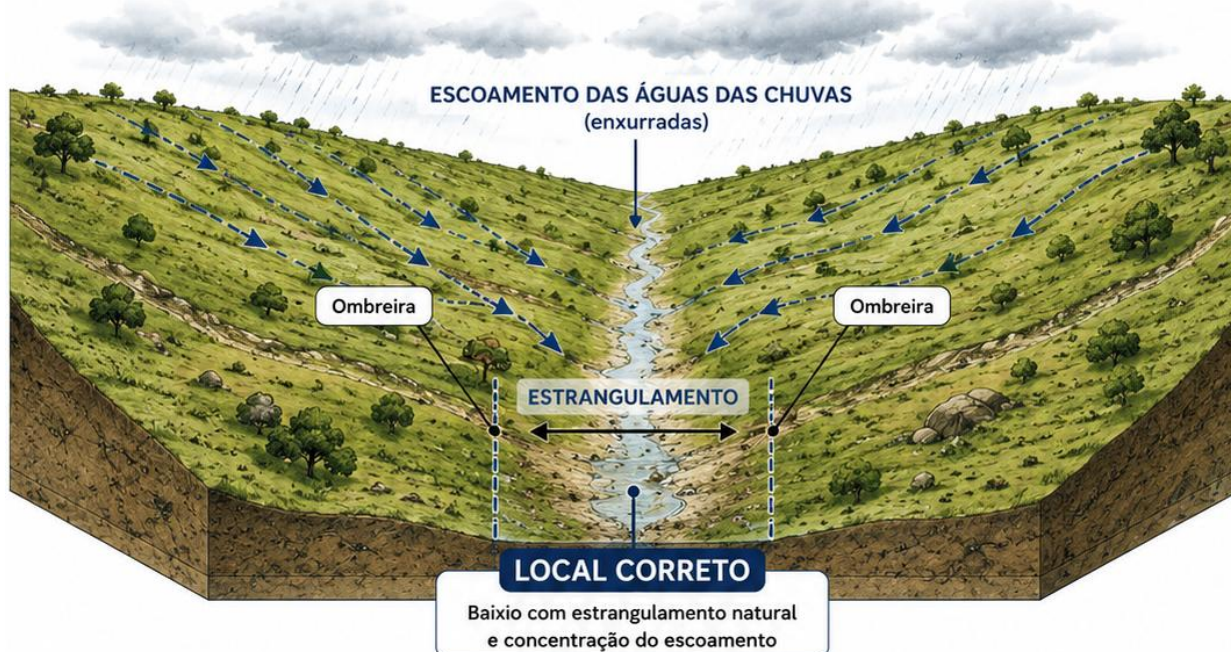 ESCOAMENTO DAS ÁGUAS DAS CHUVAS
(enxurradas)
Ombreira
Ombreira
ESTRANGULAMENTO
LOCAL CORRETO
Baixio com estrangulamento natural
e concentração do escoamento